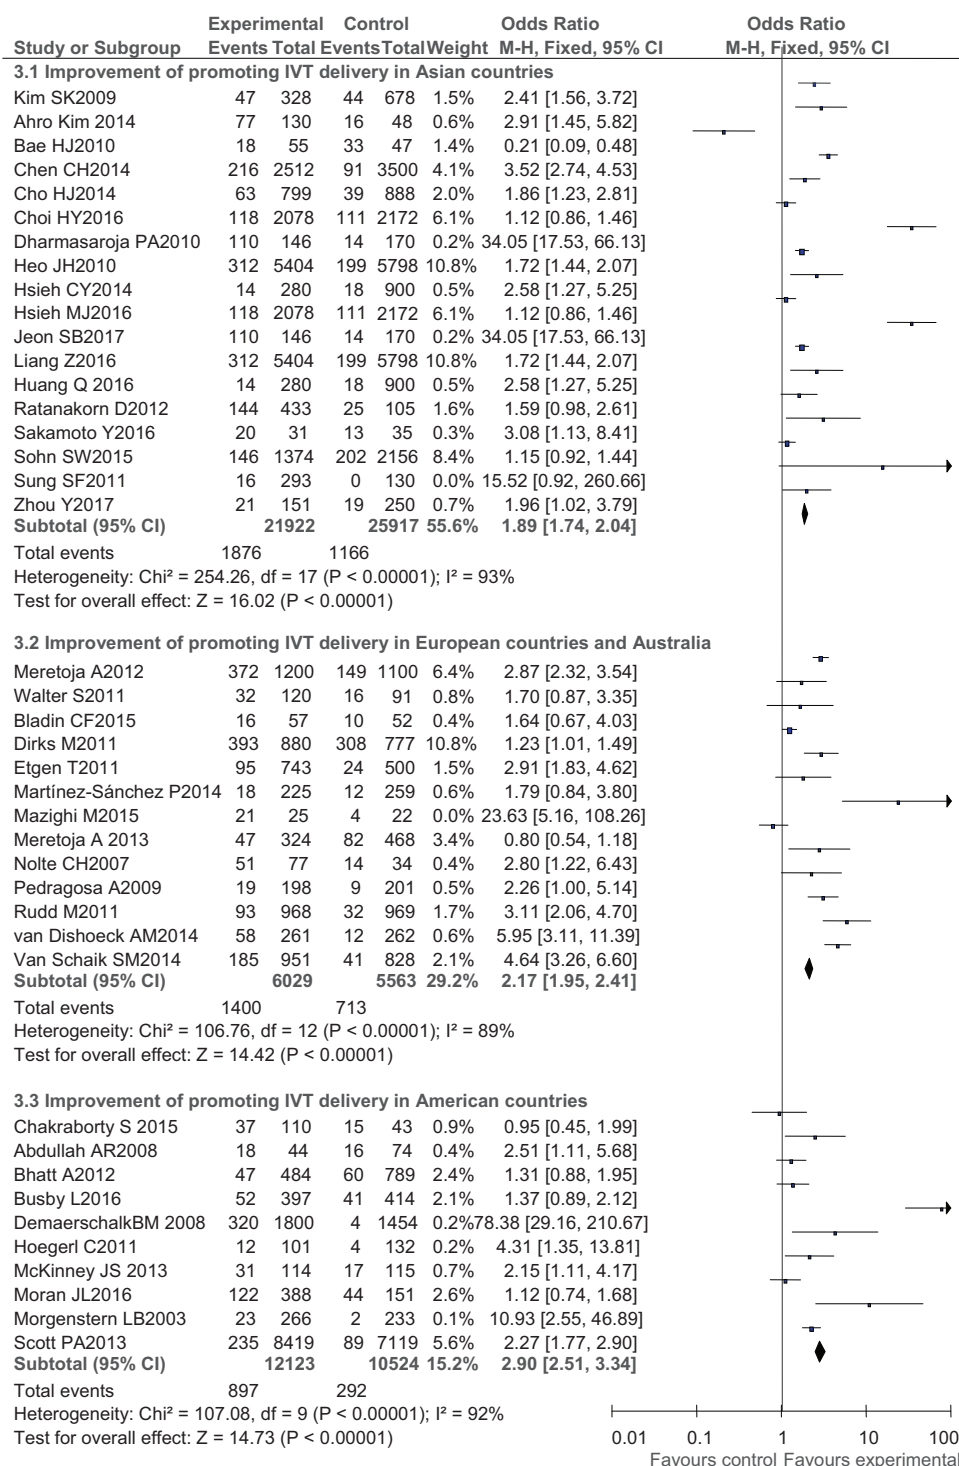 Experimental Control Odds Ratio Odds Ratio
Study or Subgroup Events Total Events Total Weight M-H, Fixed, 95% CI M-H, Fixed, 95% CI
3.1 Improvement of promoting IVT delivery in Asian countries
Kim SK2009 47 328 44 678 1.5% 2.41 [1.56, 3.72]
Ahro Kim 2014 77 130 16 48 0.6% 2.91 [1.45, 5.82]
Bae HJ2010 18 55 33 47 1.4% 0.21 [0.09, 0.48]
Chen CH2014 216 2512 91 3500 4.1% 3.52 [2.74, 4.53]
Cho HJ2014 63 799 39 888 2.0% 1.86 [1.23, 2.81]
Choi HY2016 118 2078 111 2172 6.1% 1.12 [0.86, 1.46]
Dharmasaroja PA2010 110 146 14 170 0.2% 34.05 [17.53, 66.13]
Heo JH2010 312 5404 199 5798 10.8% 1.72 [1.44, 2.07]
Hsieh CY2014 14 280 18 900 0.5% 2.58 [1.27, 5.25]
Hsieh MJ2016 118 2078 111 2172 6.1% 1.12 [0.86, 1.46]
Jeon SB2017 110 146 14 170 0.2% 34.05 [17.53, 66.13]
Liang Z2016 312 5404 199 5798 10.8% 1.72 [1.44, 2.07]
Huang Q 2016 14 280 18 900 0.5% 2.58 [1.27, 5.25]
Ratanakorn D2012 144 433 25 105 1.6% 1.59 [0.98, 2.61]
Sakamoto Y2016 20 31 13 35 0.3% 3.08 [1.13, 8.41]
Sohn SW2015 146 1374 202 2156 8.4% 1.15 [0.92, 1.44]
Sung SF2011 16 293 0 130 0.0% 15.52 [0.92, 260.66]
Zhou Y2017 21 151 19 250 0.7% 1.96 [1.02, 3.79]
Subtotal (95% CI) 21922 25917 55.6% 1.89 [1.74, 2.04]
Total events 1876 1166
Heterogeneity: Chi² = 254.26, df = 17 (P < 0.00001); I² = 93%
Test for overall effect: Z = 16.02 (P < 0.00001)
3.2 Improvement of promoting IVT delivery in European countries and Australia
Meretoja A2012 372 1200 149 1100 6.4% 2.87 [2.32, 3.54]
Walter S2011 32 120 16 91 0.8% 1.70 [0.87, 3.35]
Bladin CF2015 16 57 10 52 0.4% 1.64 [0.67, 4.03]
Dirks M2011 393 880 308 777 10.8% 1.23 [1.01, 1.49]
Etgen T2011 95 743 24 500 1.5% 2.91 [1.83, 4.62]
Martínez-Sánchez P2014 18 225 12 259 0.6% 1.79 [0.84, 3.80]
Mazighi M2015 21 25 4 22 0.0% 23.63 [5.16, 108.26]
Meretoja A 2013 47 324 82 468 3.4% 0.80 [0.54, 1.18]
Nolte CH2007 51 77 14 34 0.4% 2.80 [1.22, 6.43]
Pedragosa A2009 19 198 9 201 0.5% 2.26 [1.00, 5.14]
Rudd M2011 93 968 32 969 1.7% 3.11 [2.06, 4.70]
van Dishoeck AM2014 58 261 12 262 0.6% 5.95 [3.11, 11.39]
Van Schaik SM2014 185 951 41 828 2.1% 4.64 [3.26, 6.60]
Subtotal (95% CI) 6029 5563 29.2% 2.17 [1.95, 2.41]
Total events 1400 713
Heterogeneity: Chi² = 106.76, df = 12 (P < 0.00001); I² = 89%
Test for overall effect: Z = 14.42 (P < 0.00001)
3.3 Improvement of promoting IVT delivery in American countries
Chakraborty S 2015 37 110 15 43 0.9% 0.95 [0.45, 1.99]
Abdullah AR2008 18 44 16 74 0.4% 2.51 [1.11, 5.68]
Bhatt A2012 47 484 60 789 2.4% 1.31 [0.88, 1.95]
Busby L2016 52 397 41 414 2.1% 1.37 [0.89, 2.12]
DemaerschalkBM 2008 320 1800 4 1454 0.2% 78.38 [29.16, 210.67]
Hoegerl C2011 12 101 4 132 0.2% 4.31 [1.35, 13.81]
McKinney JS 2013 31 114 17 115 0.7% 2.15 [1.11, 4.17]
Moran JL2016 122 388 44 151 2.6% 1.12 [0.74, 1.68]
Morgenstern LB2003 23 266 2 233 0.1% 10.93 [2.55, 46.89]
Scott PA2013 235 8419 89 7119 5.6% 2.27 [1.77, 2.90]
Subtotal (95% CI) 12123 10524 15.2% 2.90 [2.51, 3.34]
Total events 897 292
Heterogeneity: Chi² = 107.08, df = 9 (P < 0.00001); I² = 92%
Test for overall effect: Z = 14.73 (P < 0.00001)
0.01 0.1 1 10 100
Favours control Favours experimental